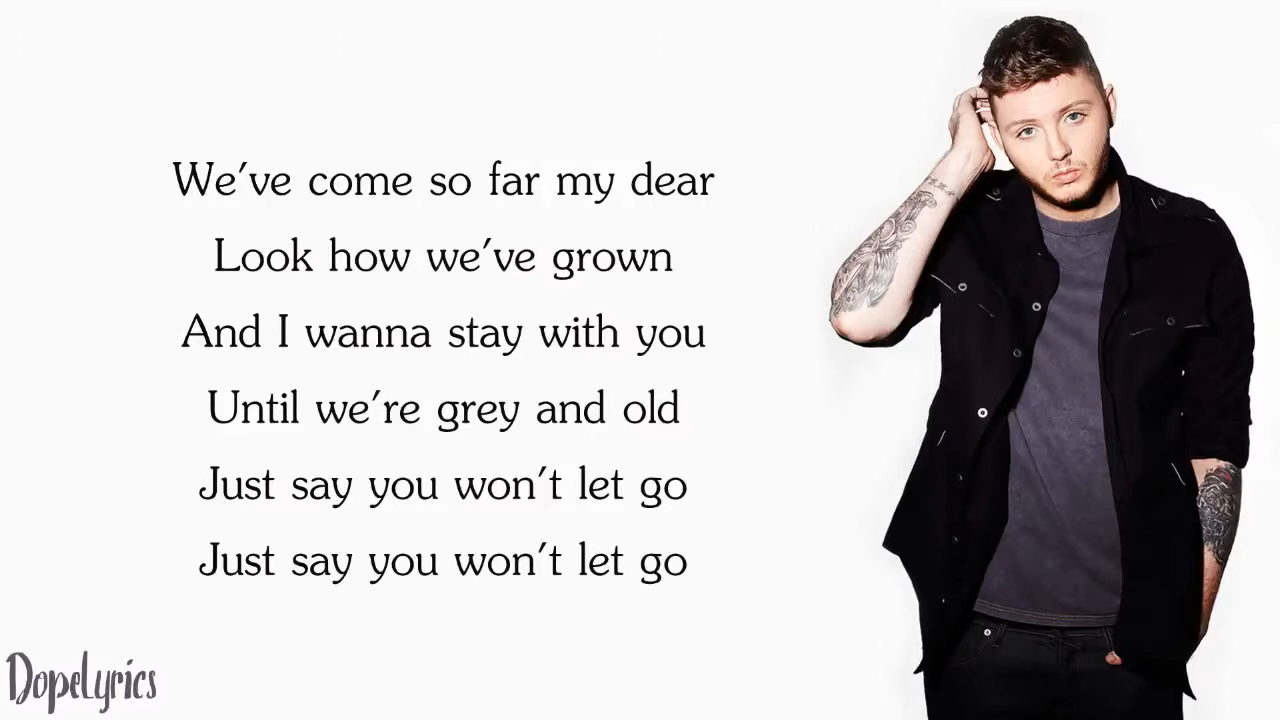 We've come so far my dear
Look how we've grown
And I wanna stay with you
Until we're grey and old
Just say you won't let go
Just say you won't let go
DopeLyrics